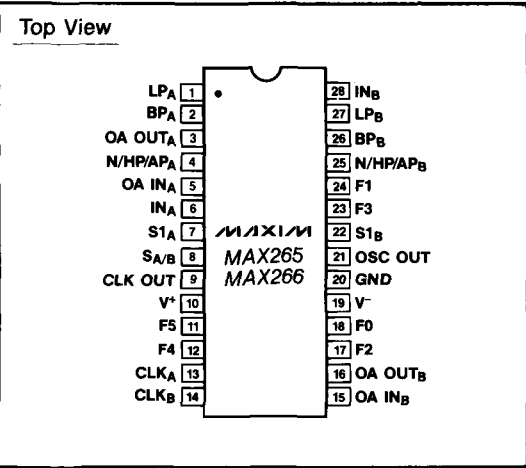 Top View
LPA 1
BPA 2
OA OUTA 3
N/HP/APA 4
OA INA 5
INA 6
S1A 7
SA/B 8
CLK OUT 9
V+ 10
F5 11
F4 12
CLKA 13
CLKB 14
MAXIM
MAX265
MAX266
28 INB
27 LPB
26 BPB
25 N/HP/APB
24 F1
23 F3
22 S1B
21 OSC OUT
20 GND
19 V−
18 F0
17 F2
16 OA OUTB
15 OA INB